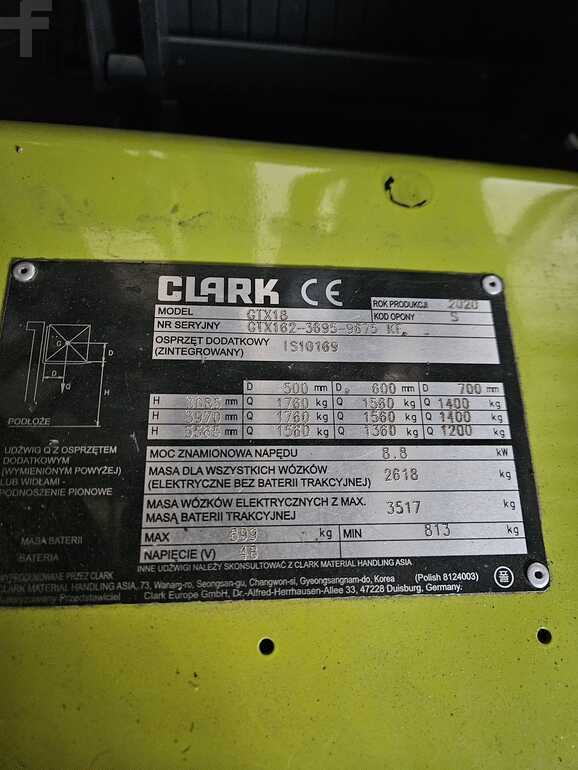 CLARK CE
ROK PRODUKCJI 2020
MODEL GTX18
KOD OPONY S
NR SERYJNY GTX162-3695-9875 KF
OSPRZĘT DODATKOWY
(ZINTEGROWANY) IS10169
D 500 mm D 600 mm D 700 mm
H mm Q 1760 kg Q 1560 kg Q 1400 kg
H mm Q 1760 kg Q 1560 kg Q 1400 kg
H mm Q 1560 kg Q 1360 kg Q 1200 kg
G
D
D
H
Q
PODŁOŻE
UDŹWIG Q Z OSPRZĘTEM
DODATKOWYM
(WYMIENIONYM POWYŻEJ)
LUB WIDŁAMI -
PODNOSZENIE PIONOWE
MOC ZNAMIONOWA NAPĘDU 8.8 kW
MASA DLA WSZYSTKICH WÓZKÓW
(ELEKTRYCZNE BEZ BATERII TRAKCYJNEJ) 2618 kg
MASA WÓZKÓW ELEKTRYCZNYCH Z MAX.
MASĄ BATERII TRAKCYJNEJ 3517 kg
MASA BATERII MAX 899 kg MIN 813 kg
BATERIA NAPIĘCIE (V) 48
INNE UDŹWIGI NALEŻY SKONSULTOWAĆ Z CLARK MATERIAL HANDLING ASIA
WYPRODUKOWANE PRZEZ CLARK
CLARK MATERIAL HANDLING ASIA, 73, Wanarg-ro, Seongsan-gu, Changwon-si, Gyeongsangnam-do, Korea (Polish 8124003)
Przedstawiciel Clark Europe GmbH, Dr.-Alfred-Herrhausen-Allee 33, 47228 Duisburg, Germany.